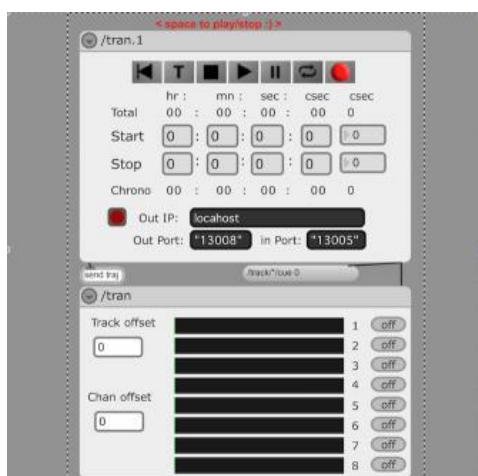 < space to play/stop :) >
/tran.1
T
hr : mn : sec : csec csec
Total 00 : 00 : 00 : 00 0
Start 0 : 0 : 0 : 0 0
Stop 0 : 0 : 0 : 0 0
Chrono 00 : 00 : 00 : 00 0
Out IP: locahost
Out Port: "13008" in Port: "13005"
send traj /track/*/cue 0
/tran
Track offset 1 off
0 2 off
3 off
4 off
Chan offset 5 off
0 6 off
7 off
8 off